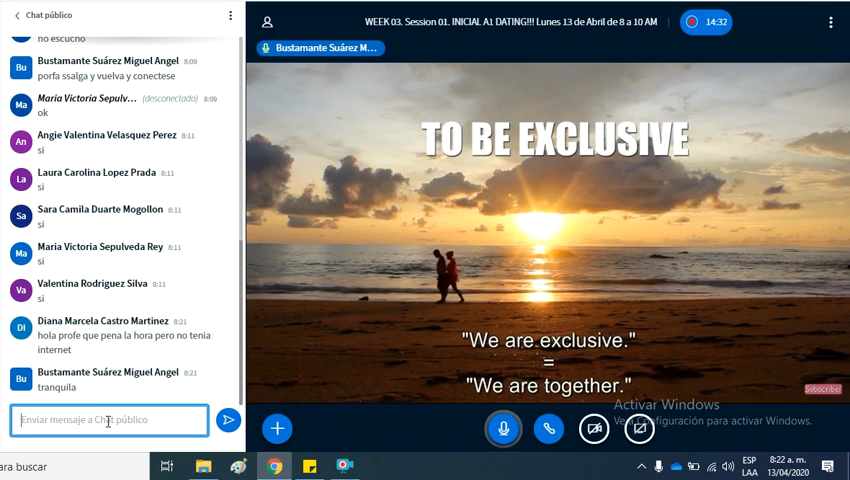 Chat público
WEEK 03. Session 01. INICIAL A1 DATING!!! Lunes 13 de Abril de 8 a 10 AM
14:32
Bustamante Suárez M...
no escucho
Bu
Bustamante Suárez Miguel Angel 8:09
porfa ssalga y vuelva y conectese
Ma
Maria Victoria Sepulv... (desconectado) 8:09
ok
An
Angie Valentina Velasquez Perez 8:11
si
La
Laura Carolina Lopez Prada 8:11
si
Sa
Sara Camila Duarte Mogollon 8:11
si
Ma
Maria Victoria Sepulveda Rey 8:11
si
Va
Valentina Rodriguez Silva 8:11
si
Di
Diana Marcela Castro Martinez 8:21
hola profe que pena la hora pero no tenia
internet
Bu
Bustamante Suárez Miguel Angel 8:21
tranquila
Enviar mensaje a Chat público
TO BE EXCLUSIVE
"We are exclusive."
=
"We are together."
Subscribe
Activar Windows
Ve a Configuración para activar Windows.
ara buscar
ESP
LAA
8:22 a. m.
13/04/2020